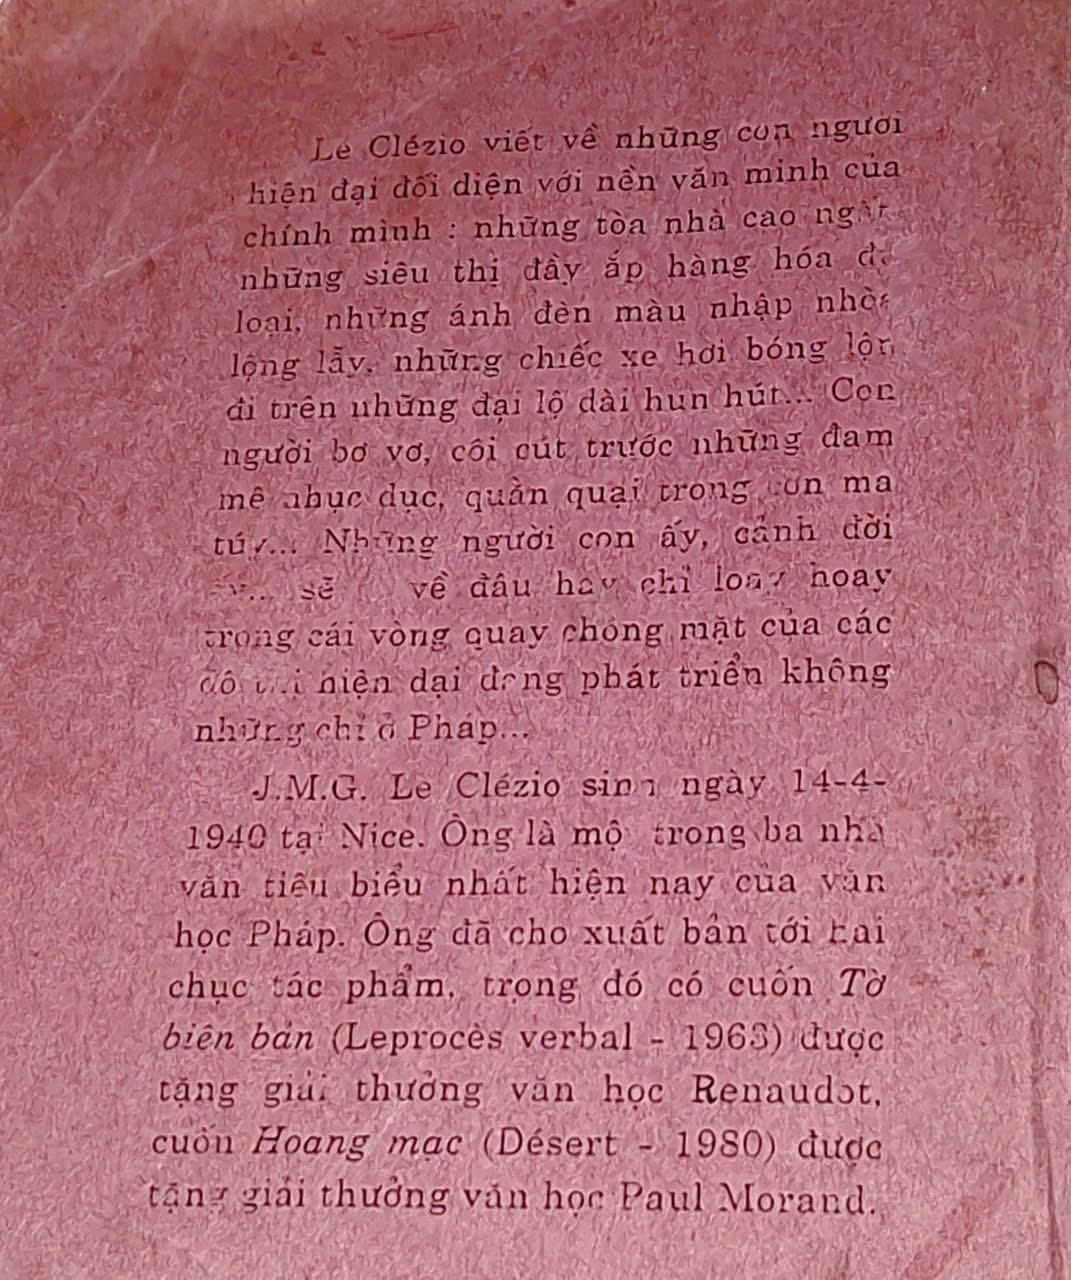 Le Clézio viết về những con người
hiện đại đối diện với nền văn minh của
chính mình : những tòa nhà cao ngất,
những siêu thị đầy ắp hàng hóa đủ
loại, những ánh đèn màu nhập nhòa
lộng lẫy, những chiếc xe hơi bóng lộn
đi trên những đại lộ dài hun hút... Con
người bơ vơ, côi cút trước những đam
mê nhục dục, quằn quại trong cơn ma
túy... Những người con ấy, cảnh đời
sẽ về đâu hay chỉ loay hoay
trong cái vòng quay chóng mặt của các
đô thị hiện đại đang phát triển không
những chỉ ở Pháp...
J.M.G. Le Clézio sinh ngày 14-4-
1940 tại Nice. Ông là một trong ba nhà
văn tiêu biểu nhất hiện nay của văn
học Pháp. Ông đã cho xuất bản tới hai
chục tác phẩm, trong đó có cuốn Tờ
biên bản (Leprocès verbal - 1963) được
tặng giải thưởng văn học Renaudot,
cuốn Hoang mạc (Désert - 1980) được
tặng giải thưởng văn học Paul Morand.